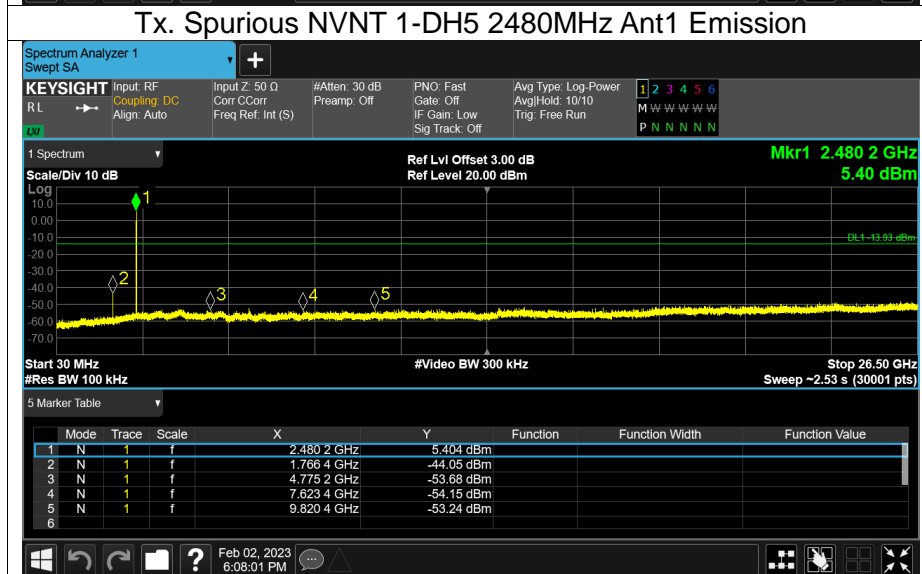 Tx. Spurious NVNT 1-DH5 2480MHz Ant1 Emission
Spectrum Analyzer 1
Swept SA
+
KEYSIGHT Input: RF Input Z: 50 Ω #Atten: 30 dB PNO: Fast Avg Type: Log-Power 1 2 3 4 5 6
R L Coupling: DC Corr CCorr Preamp: Off Gate: Off Avg|Hold: 10/10 M W W W W W
Align: Auto Freq Ref: Int (S) IF Gain: Low Trig: Free Run
LXI Sig Track: Off P N N N N N
1 Spectrum Ref Lvl Offset 3.00 dB Mkr1 2.480 2 GHz
Scale/Div 10 dB Ref Level 20.00 dBm 5.40 dBm
Log
10.0 1
0.00
-10.0 DL1 -13.93 dBm
-20.0
-30.0 2
-40.0 3 4 5
-50.0
-60.0
-70.0
Start 30 MHz #Video BW 300 kHz Stop 26.50 GHz
#Res BW 100 kHz Sweep ~2.53 s (30001 pts)
5 Marker Table
Mode Trace Scale X Y Function Function Width Function Value
1 N 1 f 2.480 2 GHz 5.404 dBm
2 N 1 f 1.766 4 GHz -44.05 dBm
3 N 1 f 4.775 2 GHz -53.68 dBm
4 N 1 f 7.623 4 GHz -54.15 dBm
5 N 1 f 9.820 4 GHz -53.24 dBm
6
? Feb 02, 2023
6:08:01 PM